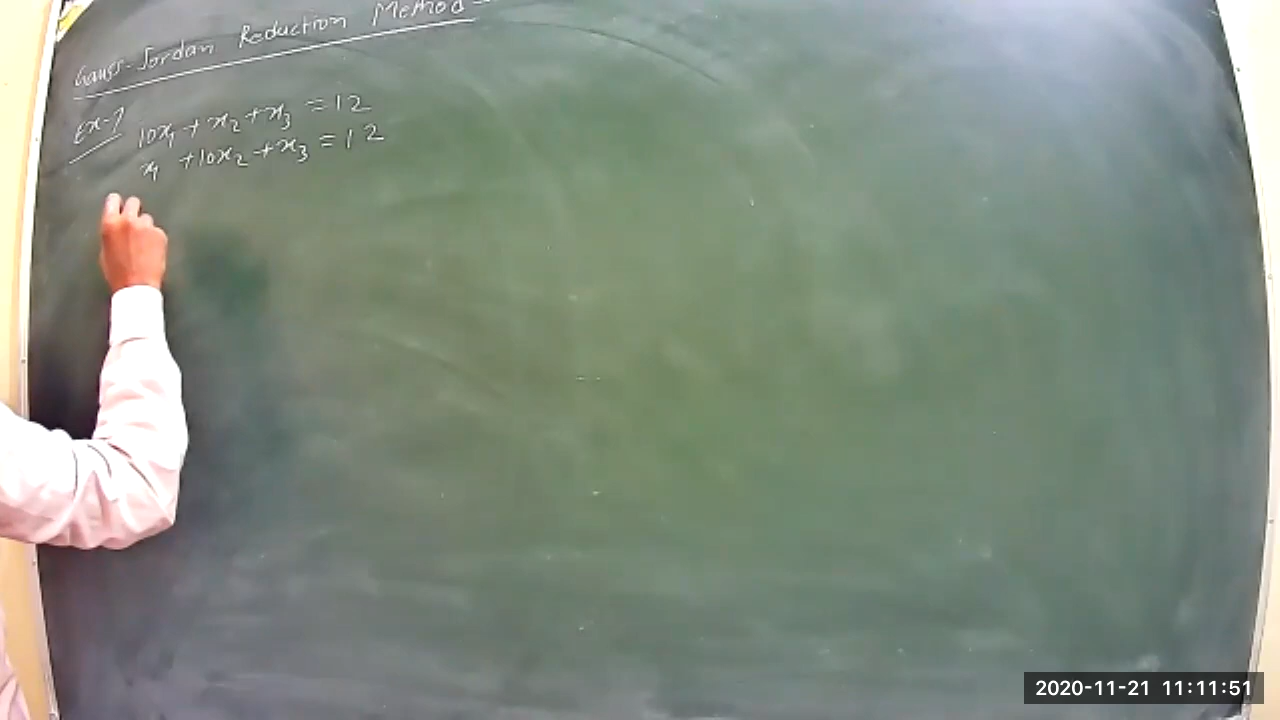 Gauss-Jordan Reduction Method
Ex-1
10x₁ + x₂ + x₃ = 12
x₁ + 10x₂ + x₃ = 12
2020-11-21 11:11:51